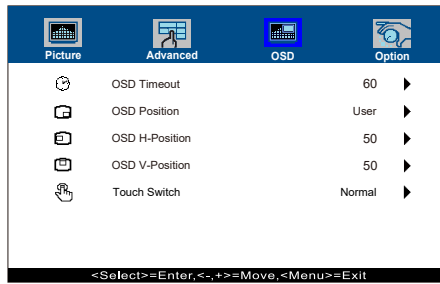 Picture Advanced OSD Option
OSD Timeout 60
OSD Position User
OSD H-Position 50
OSD V-Position 50
Touch Switch Normal
<Select>=Enter,<-,+>=Move,<Menu>=Exit